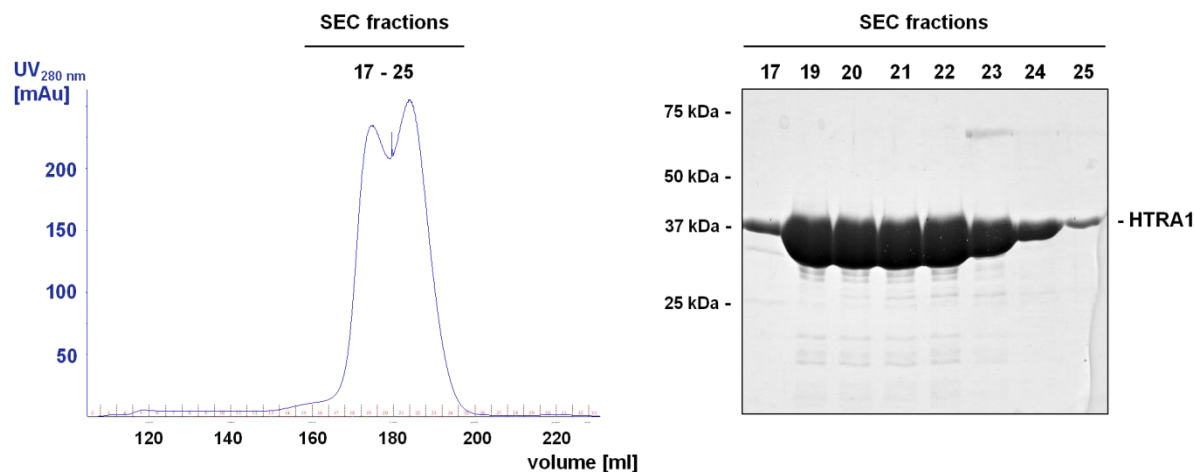 SEC fractions
17 - 25
UV280 nm
[mAu]
200
150
100
50
120 140 160 180 200 220
volume [ml]
SEC fractions
17 19 20 21 22 23 24 25
75 kDa -
50 kDa -
37 kDa -
25 kDa -
- HTRA1